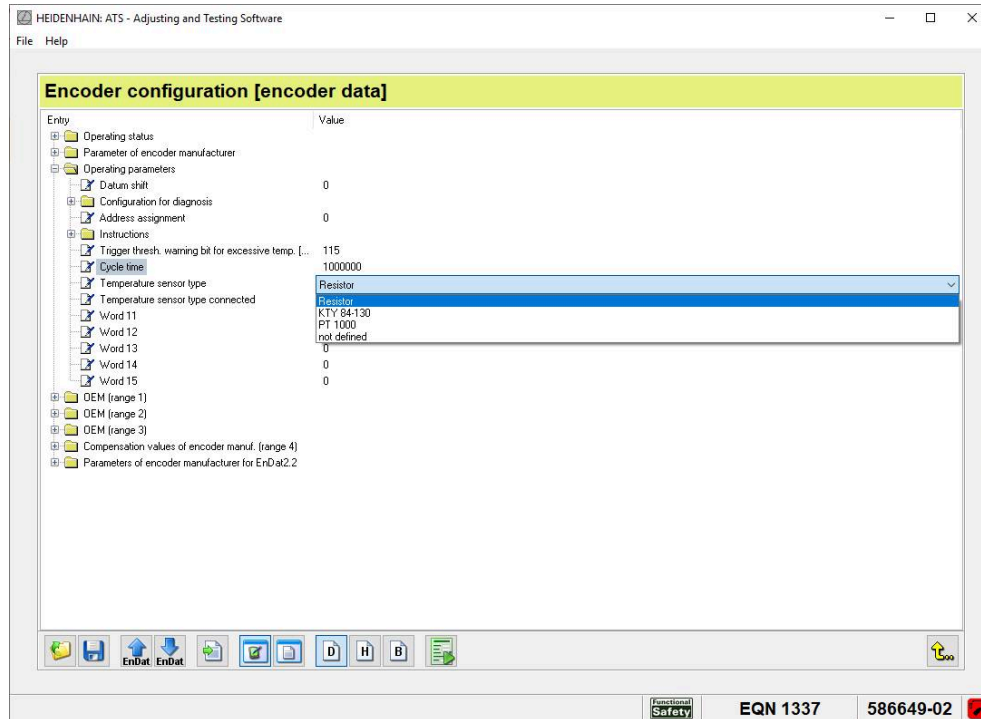 HEIDENHAIN: ATS - Adjusting and Testing Software
File Help
Encoder configuration [encoder data]
Entry Value
Operating status
Parameter of encoder manufacturer
Operating parameters
Datum shift 0
Configuration for diagnosis
Address assignment 0
Instructions
Trigger thresh. warning bit for excessive temp. [... 115
Cycle time 1000000
Temperature sensor type Resistor
Temperature sensor type connected Resistor
Word 11 KTY 84-130
Word 12 PT 1000
not defined
Word 13 0
Word 14 0
Word 15 0
OEM (range 1)
OEM (range 2)
OEM (range 3)
Compensation values of encoder manuf. (range 4)
Parameters of encoder manufacturer for EnDat2.2
EnDat EnDat D H B
Functional Safety EQN 1337 586649-02